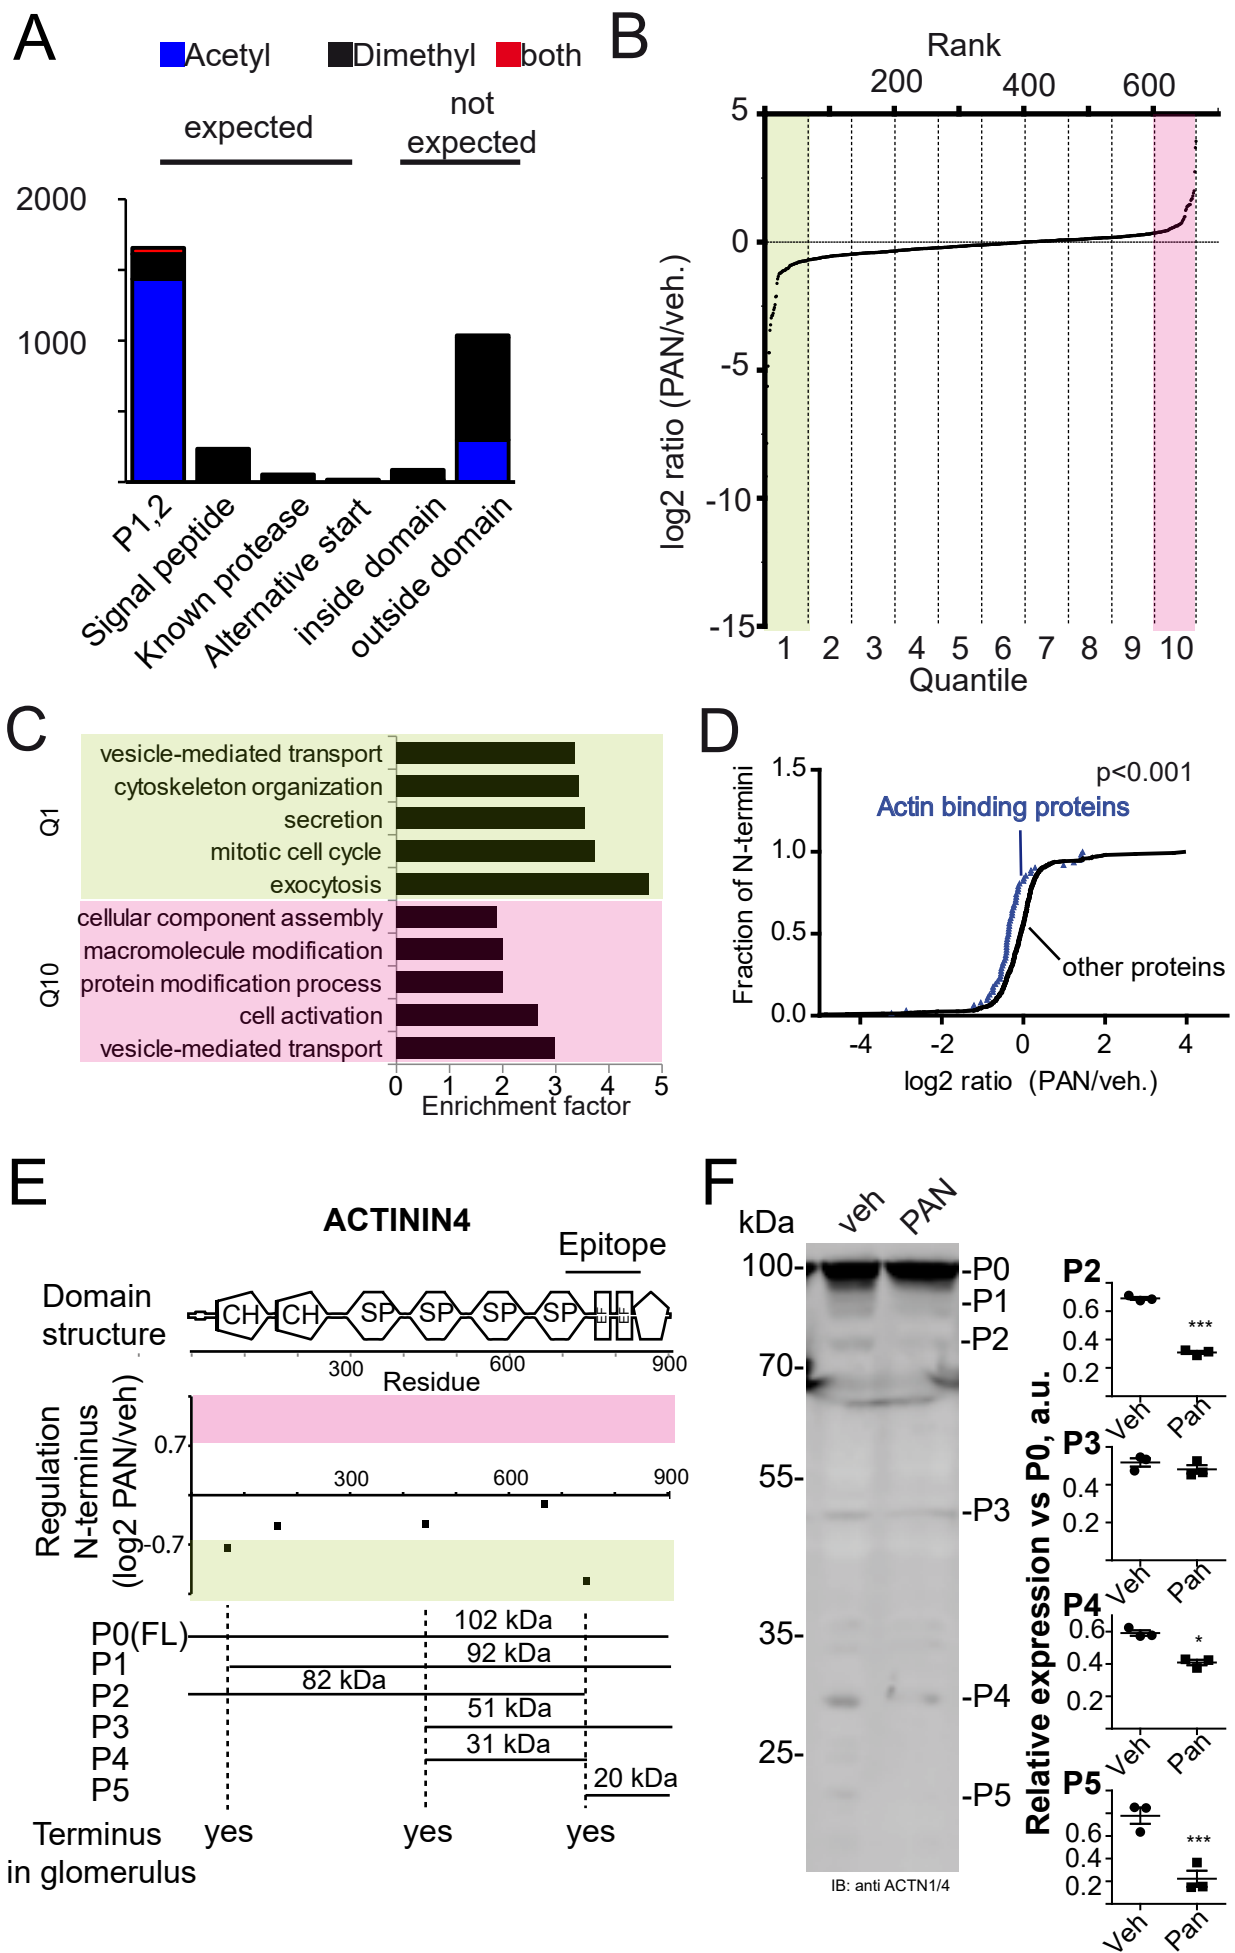 A
Acetyl
Dimethyl
both
expected
not
expected
2000
1000
P1,2
Signal peptide
Known protease
Alternative start
inside domain
outside domain
B
Rank
200
400
600
5
0
-5
-10
-15
log2 ratio (PAN/veh.)
1 2 3 4 5 6 7 8 9 10
Quantile
C
Q1
vesicle-mediated transport
cytoskeleton organization
secretion
mitotic cell cycle
exocytosis
Q10
cellular component assembly
macromolecule modification
protein modification process
cell activation
vesicle-mediated transport
0 1 2 3 4 5
Enrichment factor
D
1.5
1.0
0.5
0.0
Fraction of N-termini
p<0.001
Actin binding proteins
other proteins
-4 -2 0 2 4
log2 ratio (PAN/veh.)
E
ACTININ4
Epitope
Domain
structure
CH CH SP SP SP SP EF EF
300 600 900
Residue
Regulation
N-terminus
(log2 PAN/veh)
0.7
300 600 900
-0.7
P0(FL) 102 kDa
P1 92 kDa
P2 82 kDa
P3 51 kDa
P4 31 kDa
P5 20 kDa
Terminus
in glomerulus
yes yes yes
F
kDa
veh
PAN
100-
70-
55-
35-
25-
-P0
-P1
-P2
-P3
-P4
-P5
IB: anti ACTN1/4
Relative expression vs P0, a.u.
P2
0.6
0.4
0.2
***
Veh Pan
P3
0.4
0.2
Veh Pan
P4
0.6
0.4
0.2
*
Veh Pan
P5
0.6
0.4
0.2
***
Veh Pan